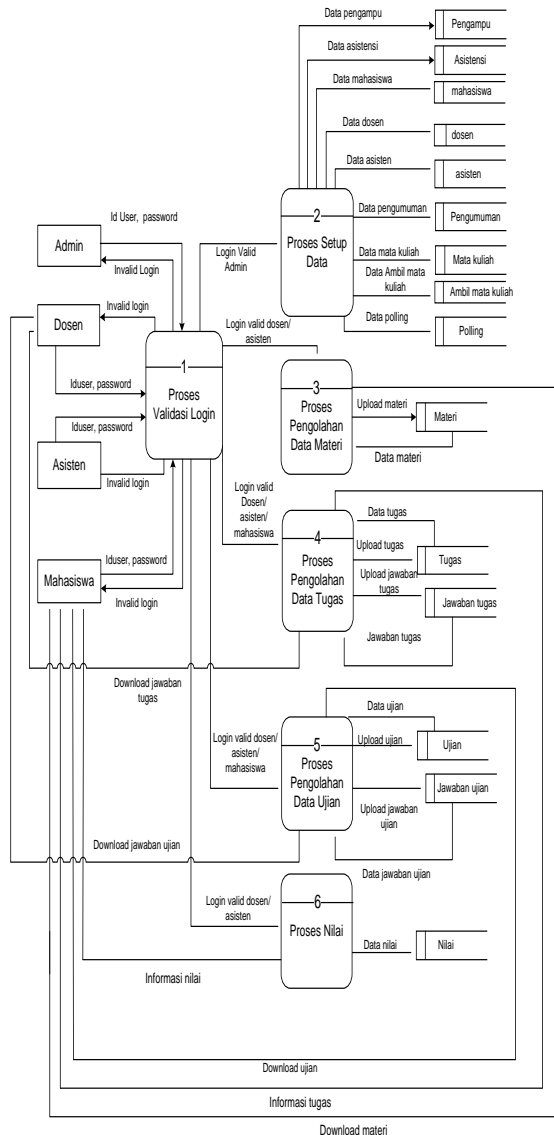 Data pengampu
Pengampu
Data asistensi
Asistensi
Data mahasiswa
mahasiswa
Data dosen
dosen
Data asisten
asisten
2
Proses Setup
Data
Data pengumuman
Pengumuman
Data mata kuliah
Mata kuliah
Data Ambil mata
kuliah
Ambil mata kuliah
Data polling
Polling
Id User, password
Admin
Invalid Login
Login Valid
Admin
Invalid login
Dosen
Login valid dosen/
asisten
1
Proses
Validasi Login
Iduser, password
Iduser, password
Asisten
Invalid login
3
Proses
Pengolahan
Data Materi
Upload materi
Materi
Data materi
Login valid
Dosen/
asisten/
mahasiswa
4
Proses
Pengolahan
Data Tugas
Data tugas
Upload tugas
Tugas
Upload jawaban
tugas
Jawaban tugas
Jawaban tugas
Iduser, password
Mahasiswa
Invalid login
Download jawaban
tugas
Login valid dosen/
asisten/
mahasiswa
5
Proses
Pengolahan
Data Ujian
Data ujian
Upload ujian
Ujian
Jawaban ujian
Upload jawaban
ujian
Data jawaban ujian
Download jawaban ujian
Login valid dosen/
asisten
6
Proses Nilai
Data nilai
Nilai
Informasi nilai
Download ujian
Informasi tugas
Download materi